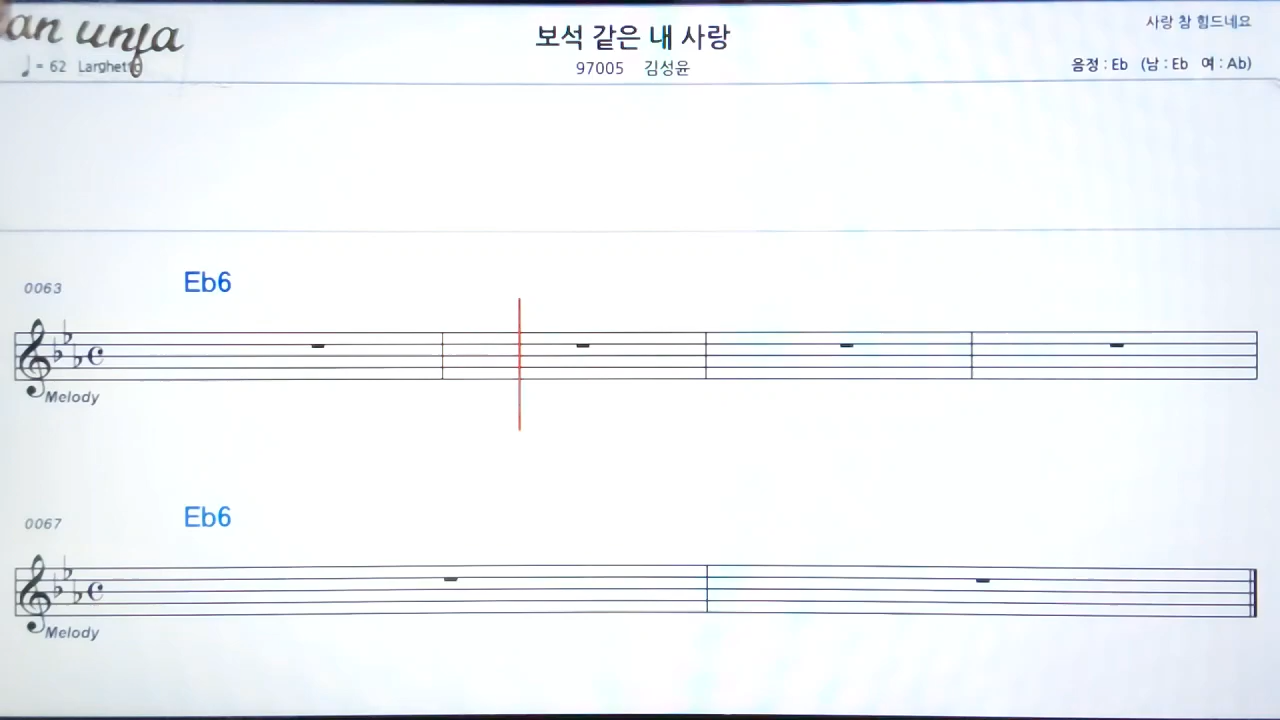 an unfa
보석 같은 내 사랑
사랑 참 힘드네요
♩= 62 Larghetto
97005 김성윤
음정 : Eb (남 : Eb 여 : Ab)
0063 Eb6
Melody
0067 Eb6
Melody